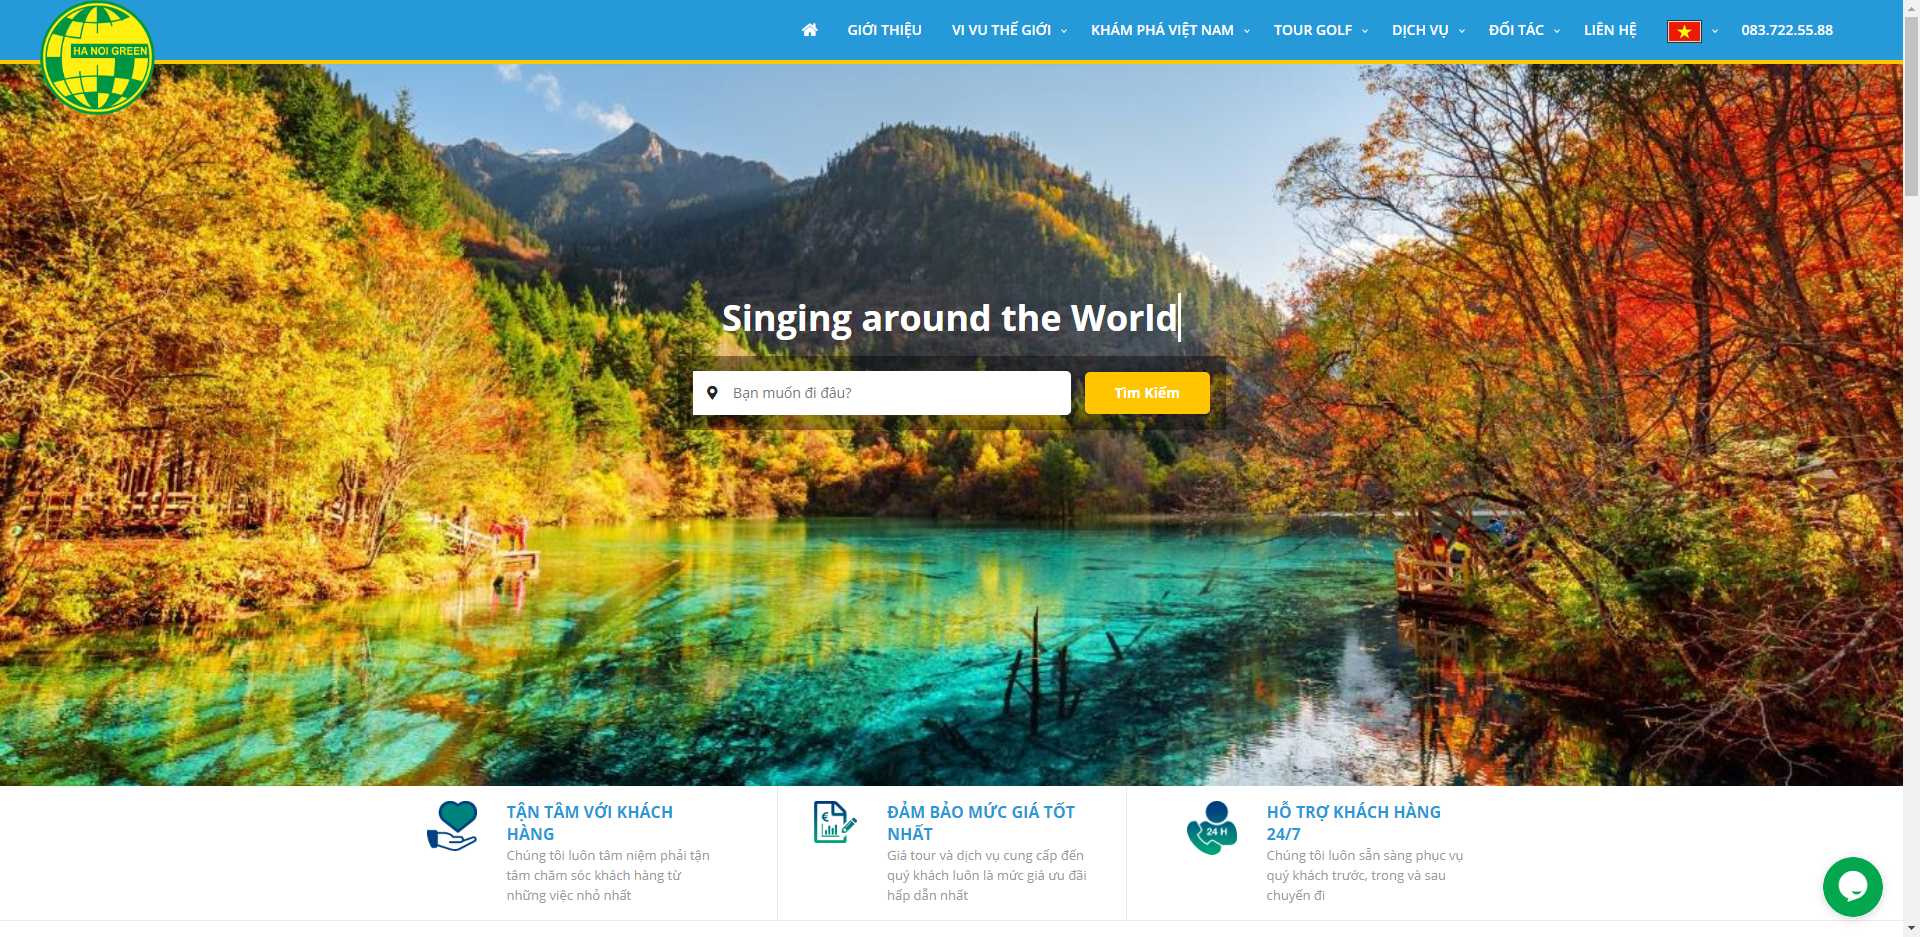 HA NOI GREEN
GIỚI THIỆU
VI VU THẾ GIỚI
KHÁM PHÁ VIỆT NAM
TOUR GOLF
DỊCH VỤ
ĐỐI TÁC
LIÊN HỆ
083.722.55.88
Singing around the World
Bạn muốn đi đâu?
Tìm Kiếm
TẬN TÂM VỚI KHÁCH
HÀNG
Chúng tôi luôn tâm niệm phải tận
tâm chăm sóc khách hàng từ
những việc nhỏ nhất
ĐẢM BẢO MỨC GIÁ TỐT
NHẤT
Giá tour và dịch vụ cung cấp đến
quý khách luôn là mức giá ưu đãi
hấp dẫn nhất
24 H
HỖ TRỢ KHÁCH HÀNG
24/7
Chúng tôi luôn sẵn sàng phục vụ
quý khách trước, trong và sau
chuyến đi